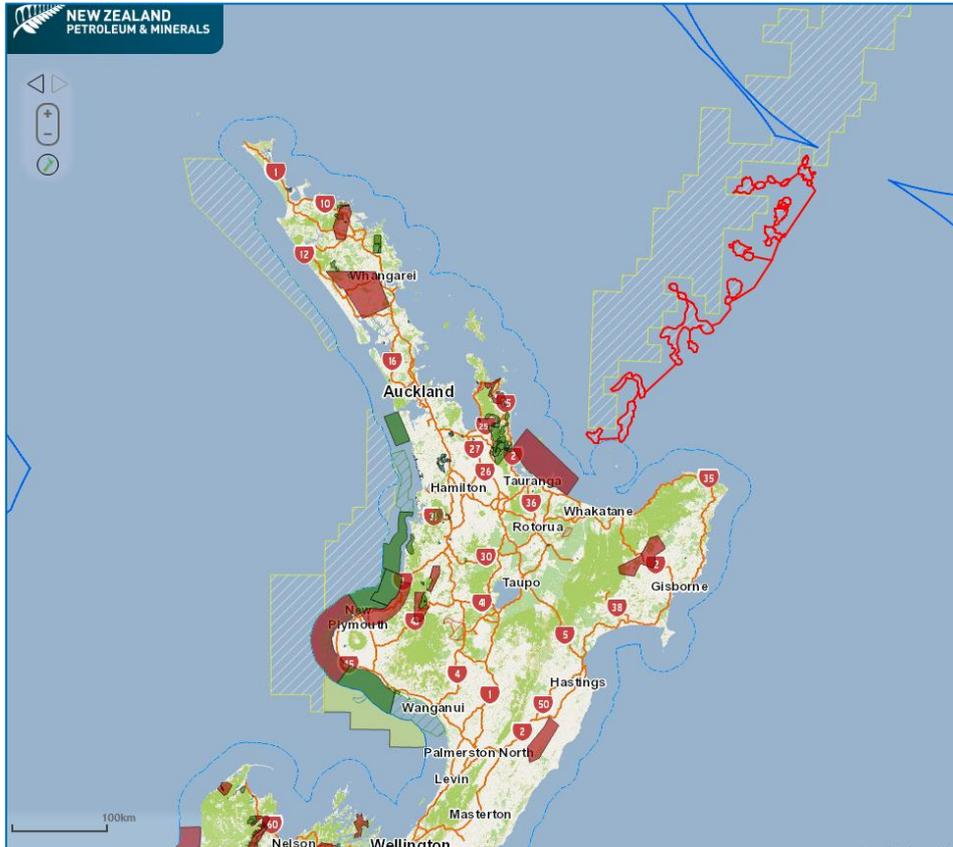 NEW ZEALAND
PETROLEUM & MINERALS
+
−
1
10
12
Whangarei
16
Auckland
25
27
2
26
Hamilton
Tauranga
36
35
Whakatane
Rotorua
30
2
Taupo
Gisborne
41
38
New
Plymouth
5
45
4
Hastings
1
Wanganui
50
2
Palmerston North
Levin
100km
Masterton
60
Nelson
Wellington